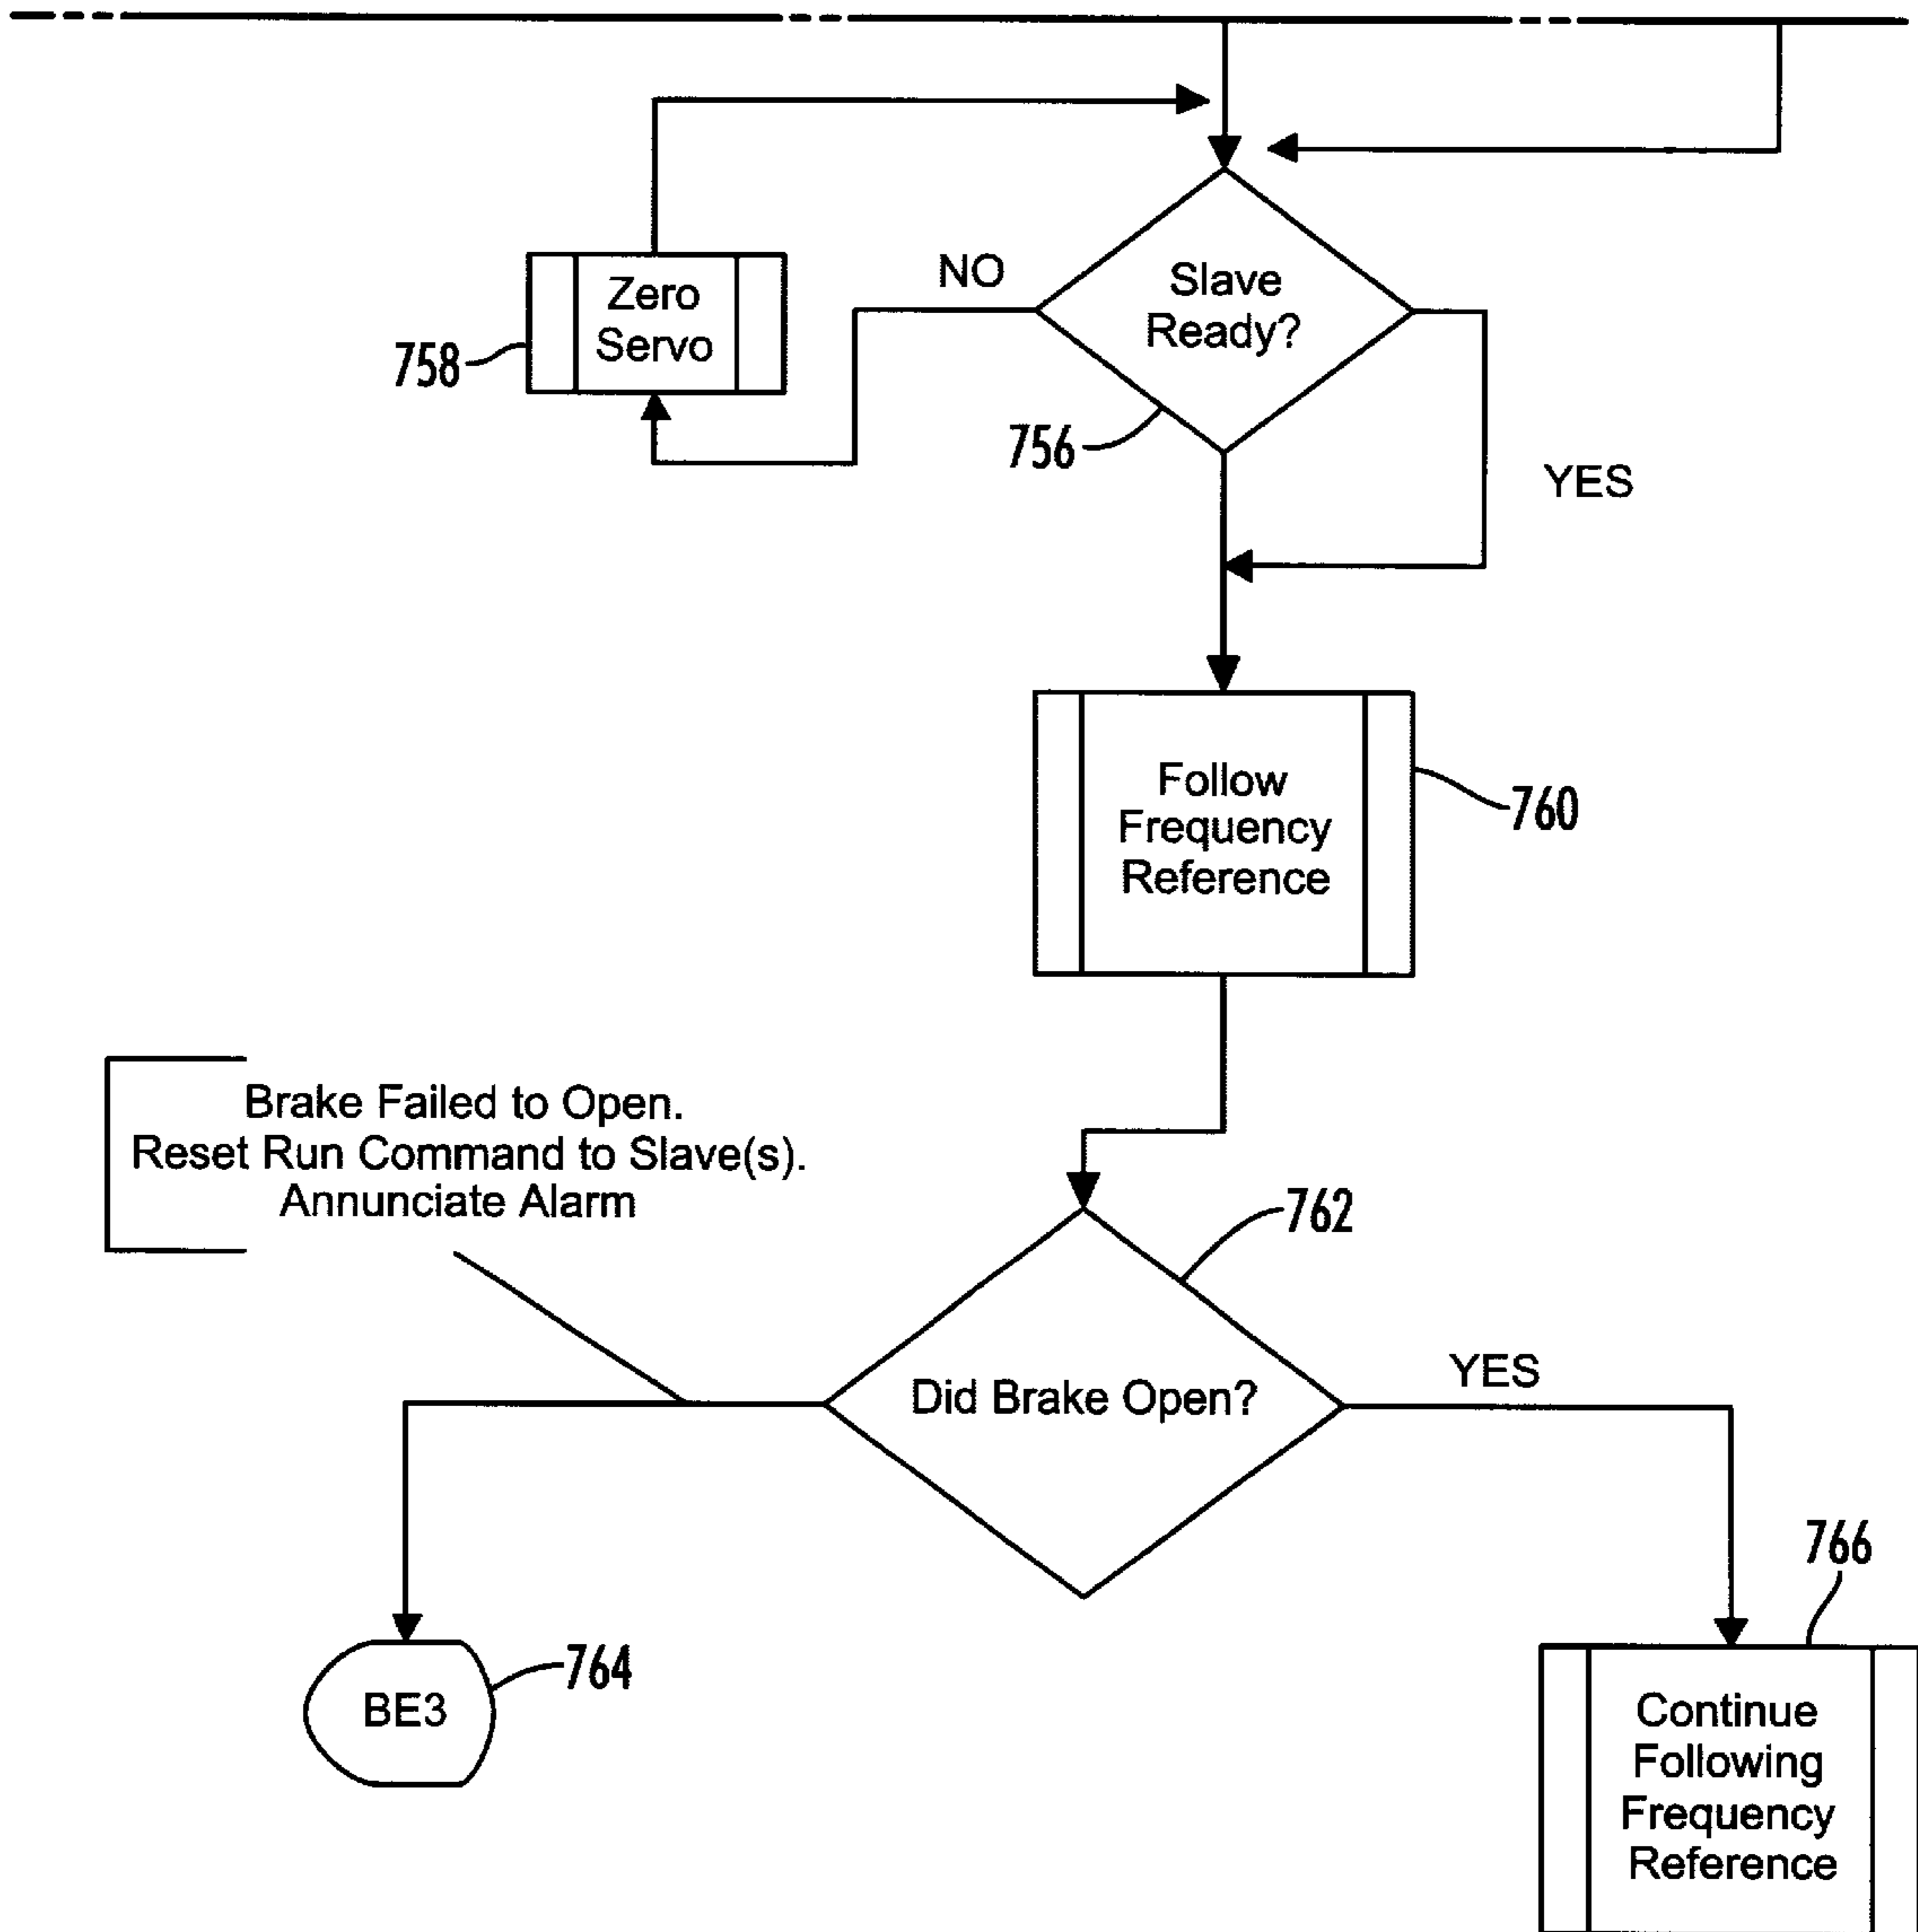 Zero
Servo
758
NO
Slave
Ready?
756
YES
Follow
Frequency
Reference
760
Brake Failed to Open.
Reset Run Command to Slave(s).
Annunciate Alarm
762
Did Brake Open?
YES
764
BE3
766
Continue
Following
Frequency
Reference